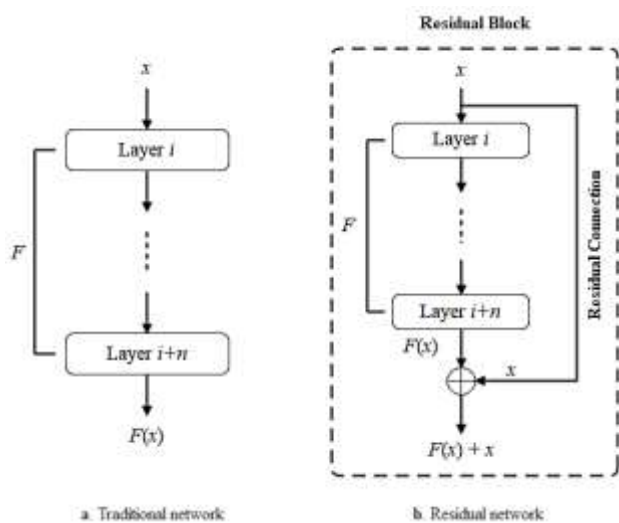 x
Layer i
F
Layer i+n
F(x)
a. Traditional network
Residual Block
x
Layer i
F
Residual Connection
Layer i+n
F(x)
x
F(x) + x
b. Residual network